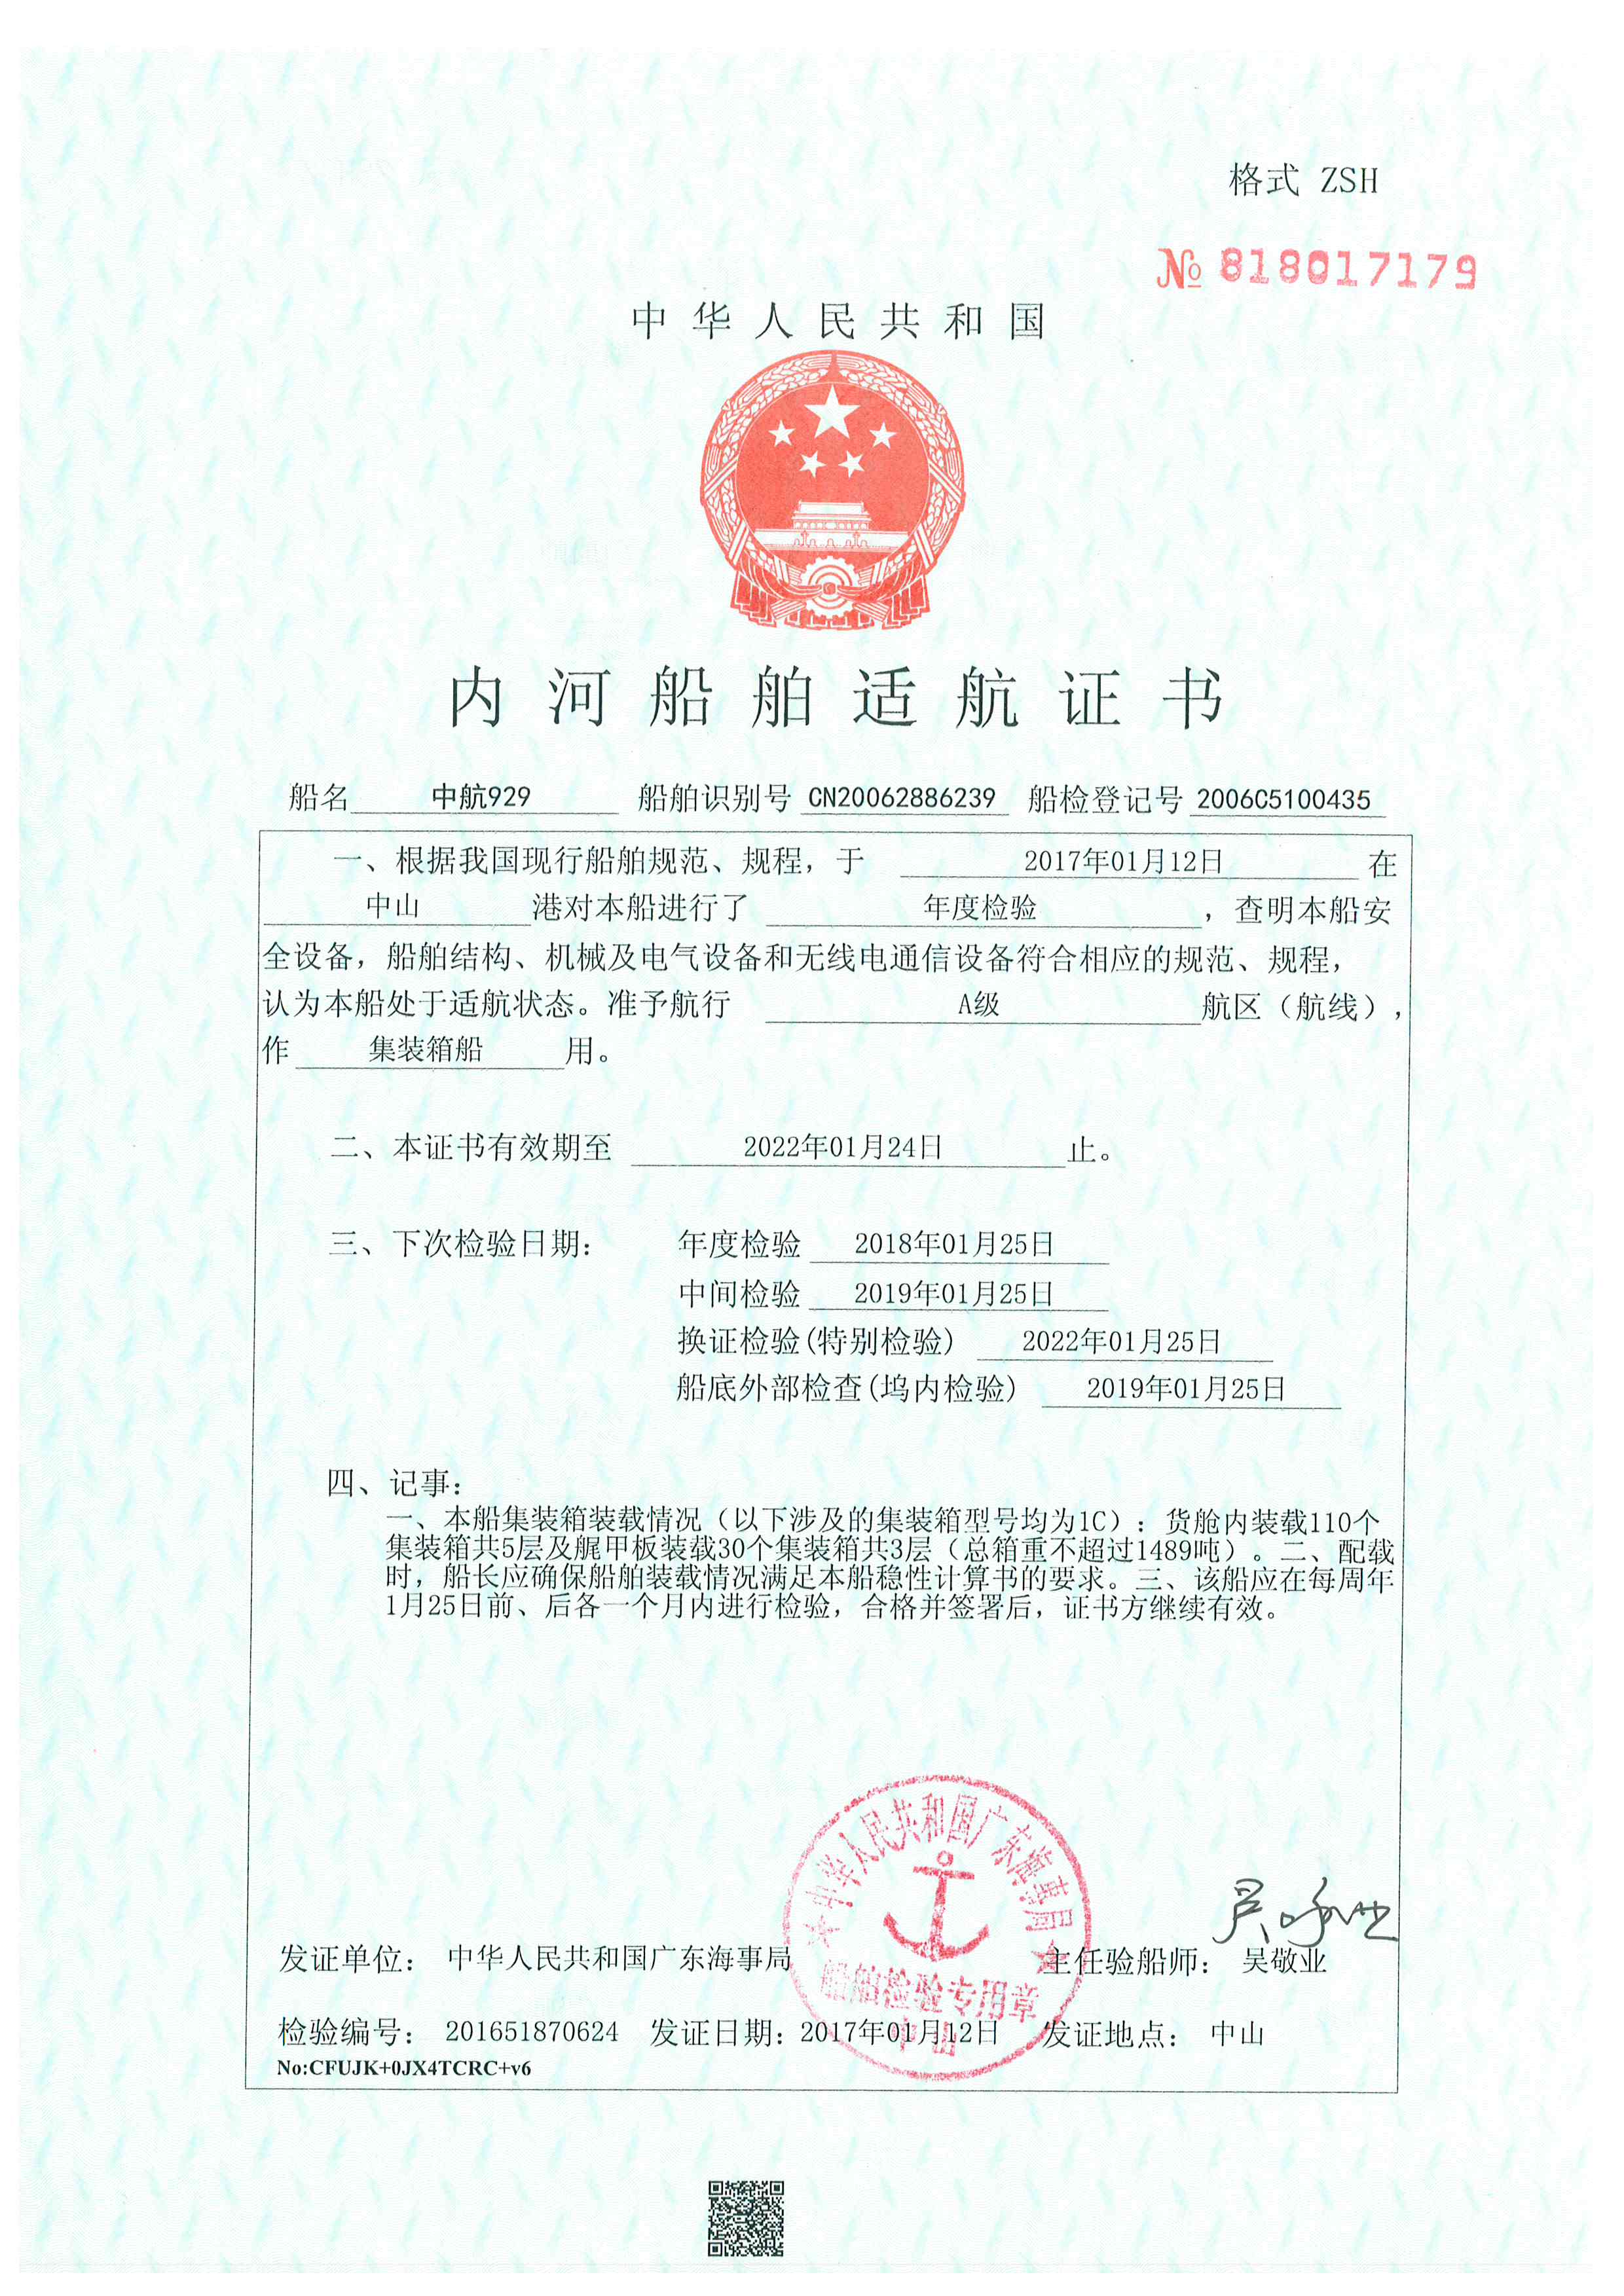 格式 ZSH
№ 818017179
中华人民共和国
内河船舶适航证书
船名 中航929 船舶识别号 CN20062886239 船检登记号 2006C5100435
一、根据我国现行船舶规范、规程，于 2017年01月12日 在
中山 港对本船进行了 年度检验 ，查明本船安
全设备，船舶结构、机械及电气设备和无线电通信设备符合相应的规范、规程，
认为本船处于适航状态。准予航行 A级 航区（航线），
作 集装箱船 用。
二、本证书有效期至 2022年01月24日 止。
三、下次检验日期： 年度检验 2018年01月25日
中间检验 2019年01月25日
换证检验(特别检验) 2022年01月25日
船底外部检查(坞内检验) 2019年01月25日
四、记事：
一、本船集装箱装载情况（以下涉及的集装箱型号均为1C）：货舱内装载110个
集装箱共5层及艉甲板装载30个集装箱共3层（总箱重不超过1489吨）。二、配载
时，船长应确保船舶装载情况满足本船稳性计算书的要求。三、该船应在每周年
1月25日前、后各一个月内进行检验，合格并签署后，证书方继续有效。
中华人民共和国广东海事局
船舶检验专用章
中山
发证单位： 中华人民共和国广东海事局 主任验船师： 吴敬业
检验编号： 201651870624 发证日期：2017年01月12日 发证地点： 中山
No:CFUJK+0JX4TCRC+v6